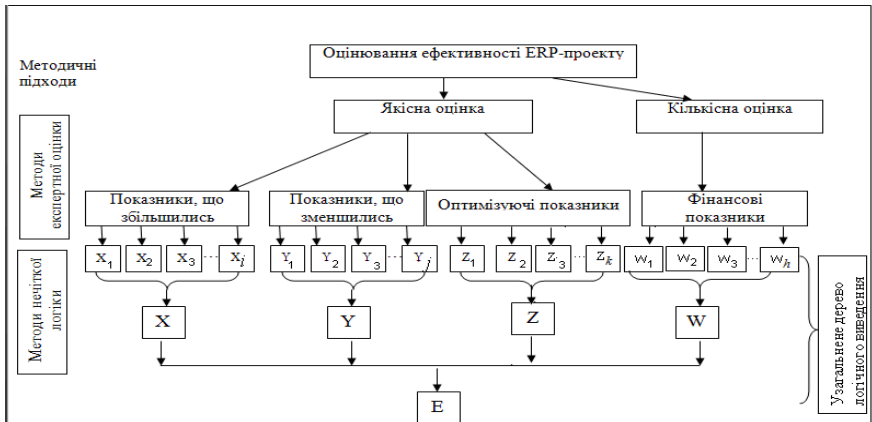 Оцінювання ефективності ERP-проекту
Методичні
підходи
Якісна оцінка
Кількісна оцінка
Методи
експертної оцінки
Показники, що
збільшились
Показники, що
зменшились
Оптимізуючі показники
Фінансові
показники
X1 X2 X3 ... Xl
Y1 Y2 Y3 ... Yj
Z1 Z2 Z3 ... Zk
W1 W2 W3 ... Wh
Методи нечіткої
логіки
X
Y
Z
W
Узагальнене дерево
логічного виведення
E